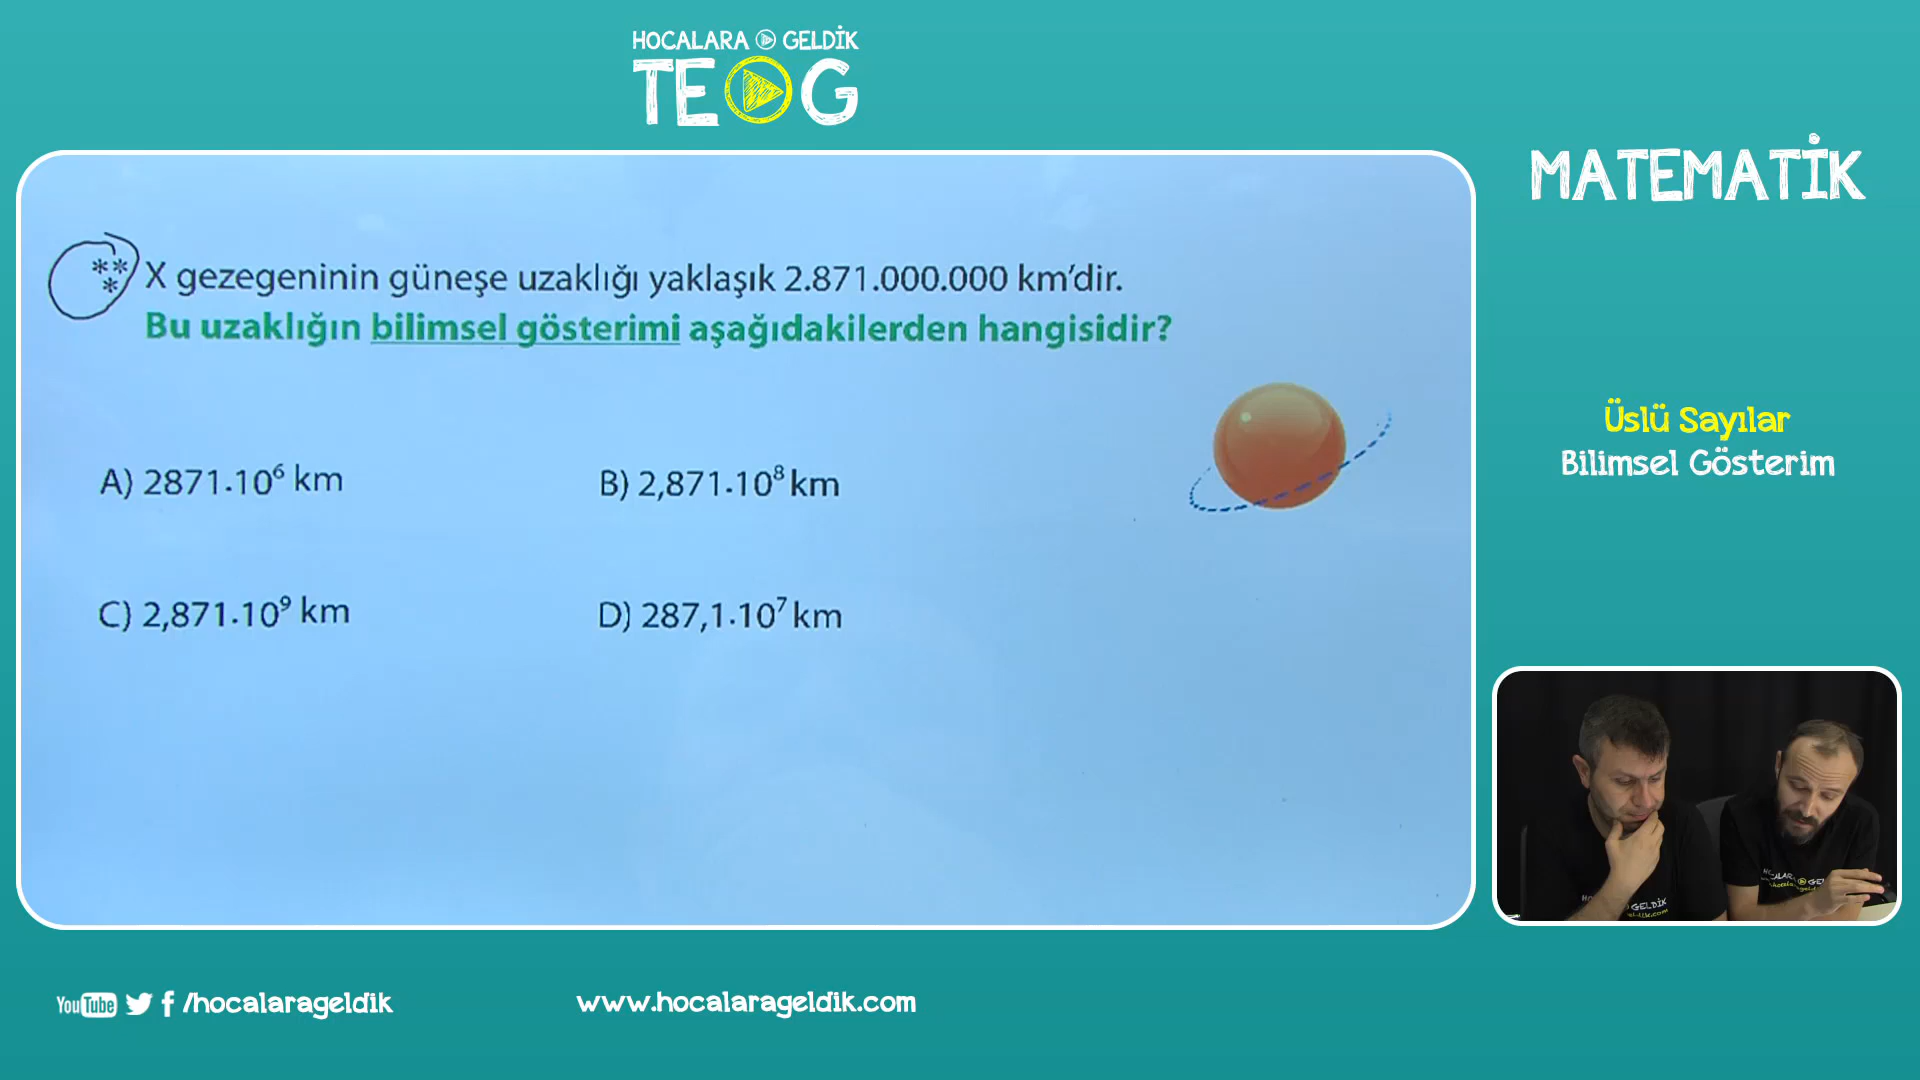 HOCALARA GELDİK
TEOG
MATEMATİK
*** X gezegeninin güneşe uzaklığı yaklaşık 2.871.000.000 km'dir.
Bu uzaklığın bilimsel gösterimi aşağıdakilerden hangisidir?
A) 2871.10⁶ km
B) 2,871.10⁸ km
C) 2,871.10⁹ km
D) 287,1.10⁷ km
Üslü Sayılar
Bilimsel Gösterim
GELDİK
YouTube f /hocalarageldik
www.hocalarageldik.com